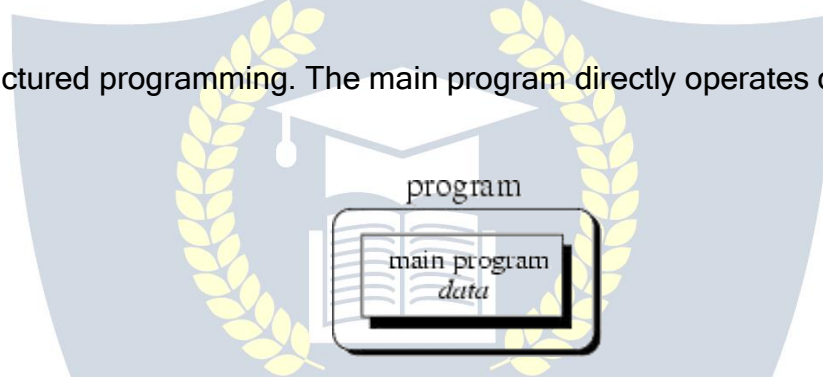 ctured programming. The main program directly operates
program
main program
data